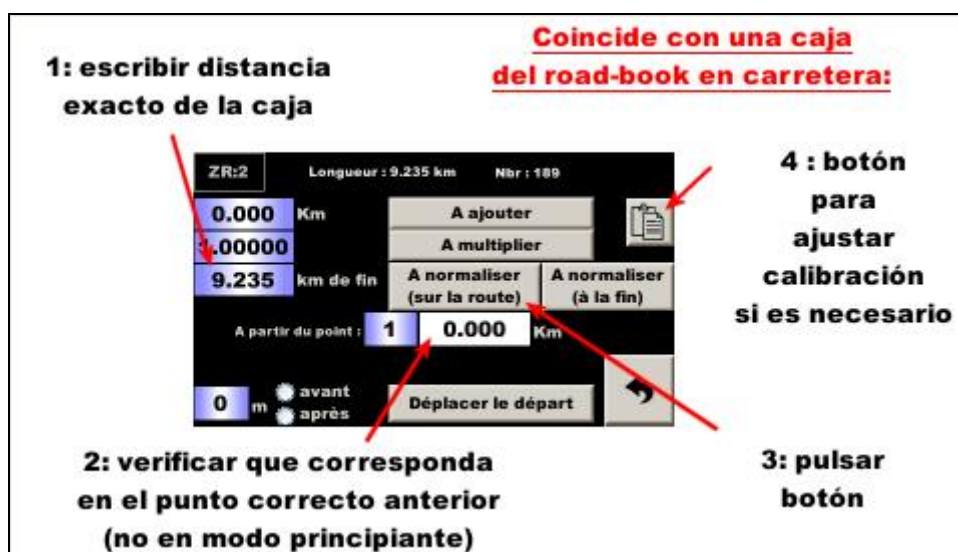 Coincide con una caja
del road-book en carretera:
1: escribir distancia
exacto de la caja
ZR:2
Longueur : 9.235 km
Nbr : 189
0.000 Km
A ajouter
1.00000
A multiplier
9.235 km de fin
A normaliser
(sur la route)
A normaliser
(à la fin)
A partir du point : 1 0.000 Km
0 m
avant
après
Déplacer le départ
4 : botón
para
ajustar
calibración
si es necesario
2: verificar que corresponda
en el punto correcto anterior
(no en modo principiante)
3: pulsar
botón